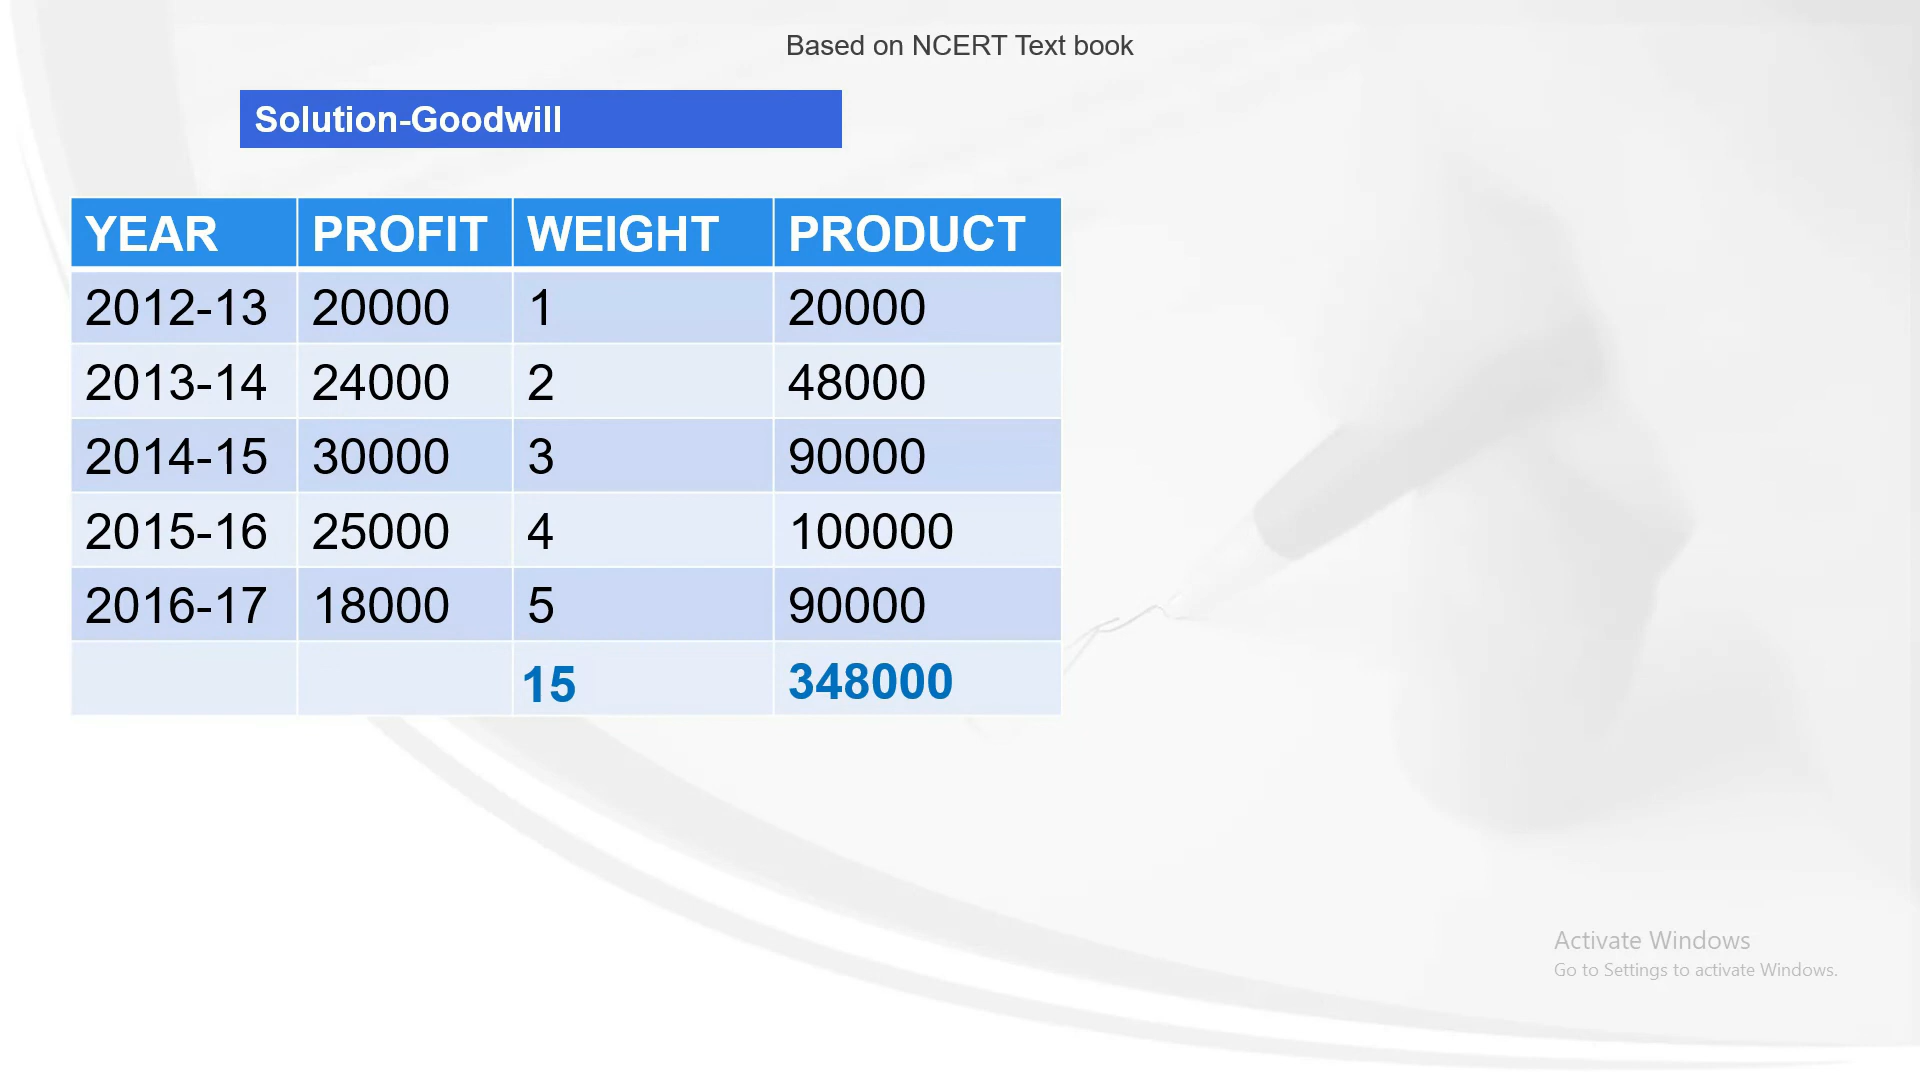 Based on NCERT Text book
Solution-Goodwill
YEAR PROFIT WEIGHT PRODUCT
2012-13 20000 1 20000
2013-14 24000 2 48000
2014-15 30000 3 90000
2015-16 25000 4 100000
2016-17 18000 5 90000
15 348000
Activate Windows
Go to Settings to activate Windows.